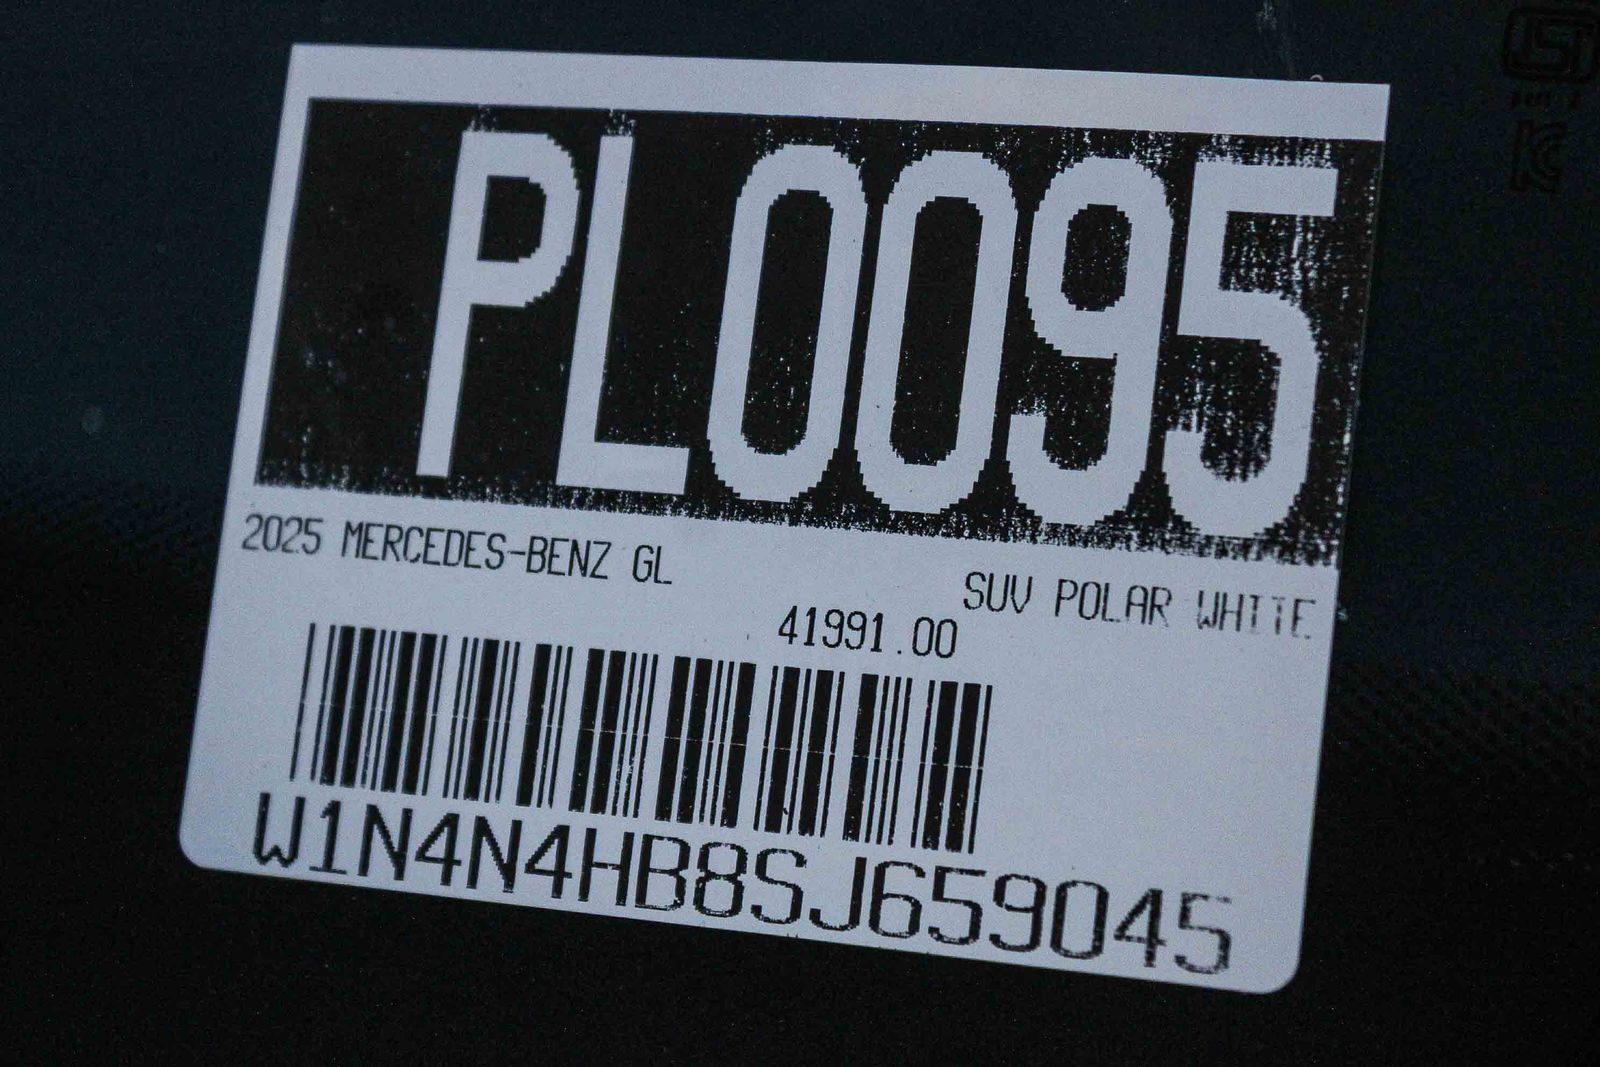 PL0095
2025 MERCEDES-BENZ GL
SUV POLAR WHITE
41991.00
W1N4N4HB8SJ659045